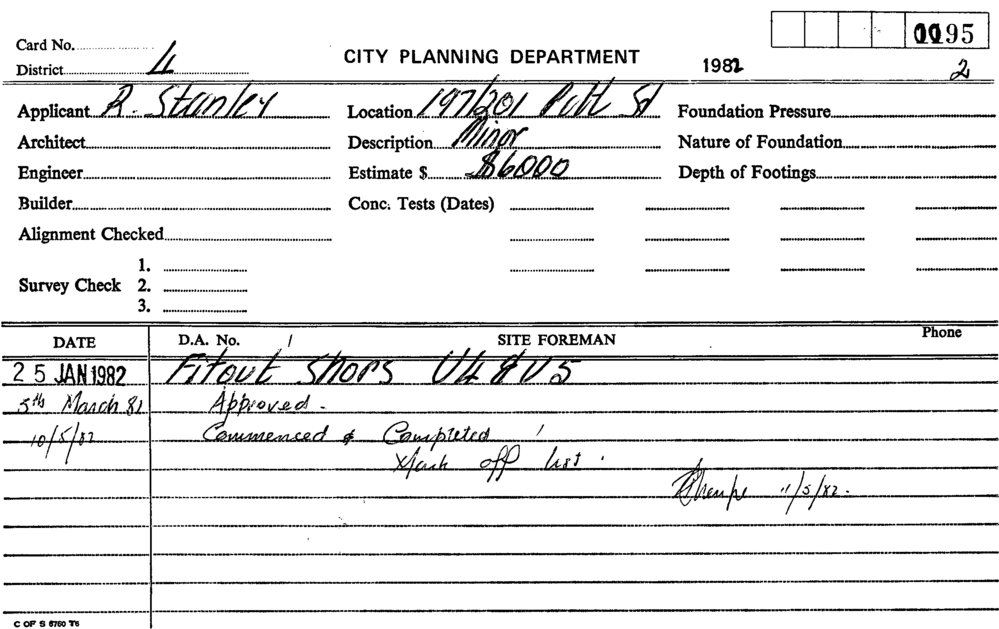 0095
Card No.
District 4
CITY PLANNING DEPARTMENT
1982
2
Applicant R. Stanley
Location 197/201 Pitt St
Foundation Pressure
Architect
Description Minor
Nature of Foundation
Engineer
Estimate $ $6000
Depth of Footings
Builder
Conc. Tests (Dates)
Alignment Checked
Survey Check
1.
2.
3.
DATE
D.A. No.
SITE FOREMAN
Phone
25 JAN 1982 Fitout Shops U4 & U5
5th March 82 Approved.
10/5/82 Commenced & Completed
Mark off list.
11/5/82.
C OF S 6760 T6